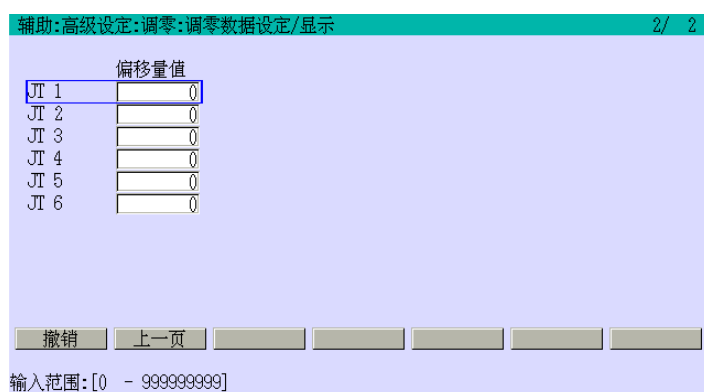 辅助:高级设定:调零:调零数据设定/显示 2/ 2
偏移量值
JT 1 0
JT 2 0
JT 3 0
JT 4 0
JT 5 0
JT 6 0
撤销 上一页
输入范围:[0 - 999999999]